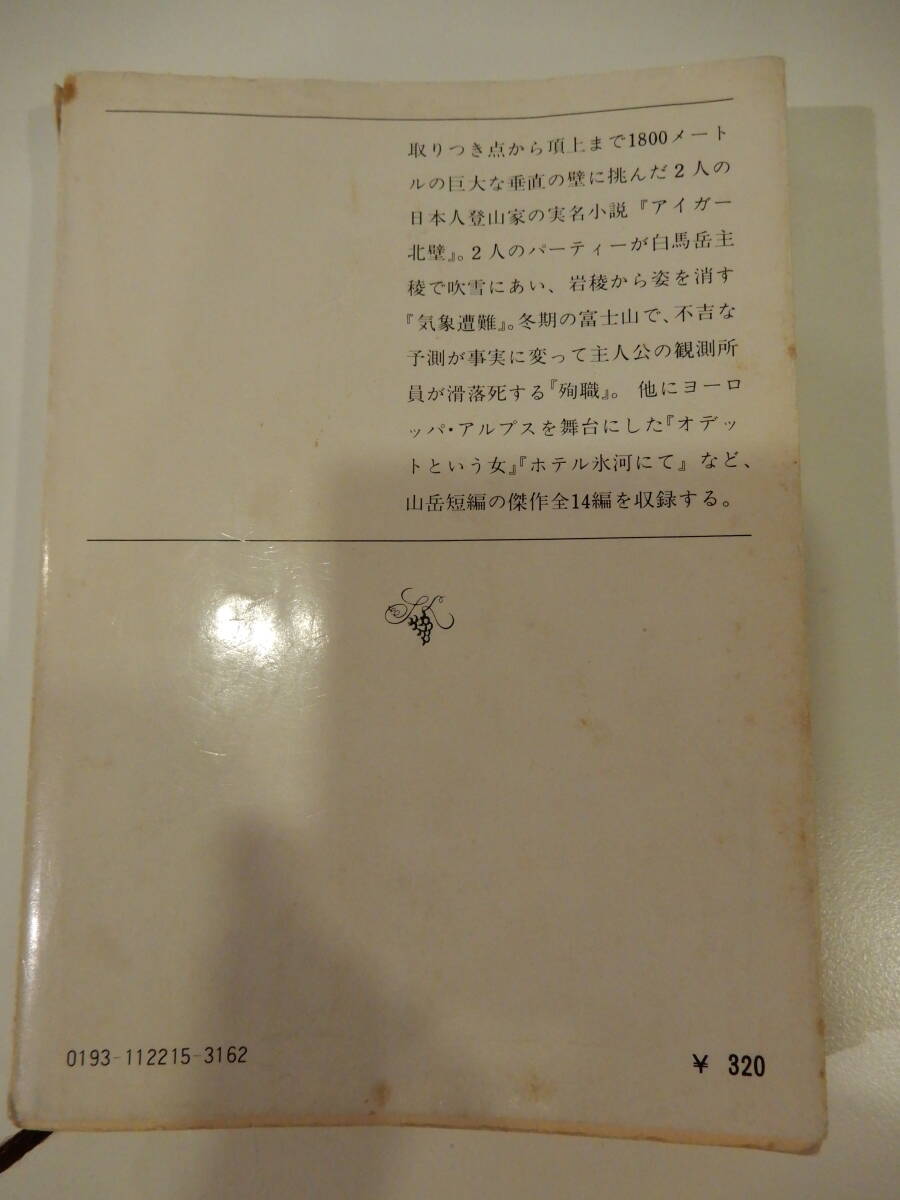 取りつき点から頂上まで1800メート
ルの巨大な垂直の壁に挑んだ2人の
日本人登山家の実名小説『アイガー
北壁』。2人のパーティーが白馬岳主
稜で吹雪にあい、岩稜から姿を消す
『気象遭難』。冬期の富士山で、不吉な
予測が事実に変って主人公の観測所
員が滑落死する『殉職』。他にヨーロ
ッパ・アルプスを舞台にした『オデッ
トという女』『ホテル氷河にて』など、
山岳短編の傑作全14編を収録する。
0193-112215-3162
¥ 320